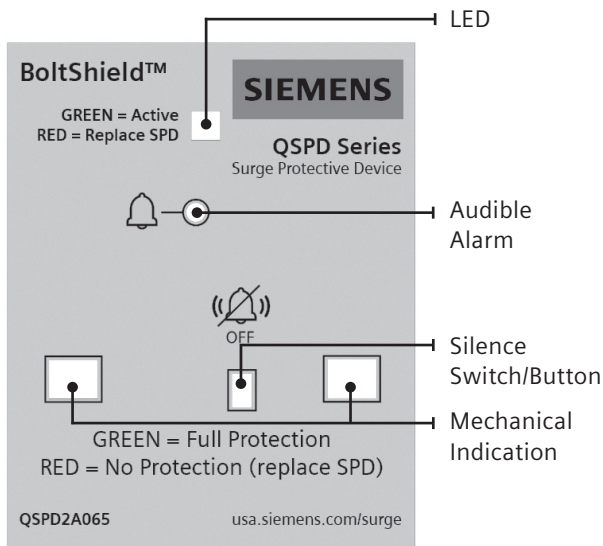 LED
BoltShield™
SIEMENS
GREEN = Active
RED = Replace SPD
QSPD Series
Surge Protective Device
Audible
Alarm
OFF
Silence
Switch/Button
Mechanical
Indication
GREEN = Full Protection
RED = No Protection (replace SPD)
QSPD2A065
usa.siemens.com/surge